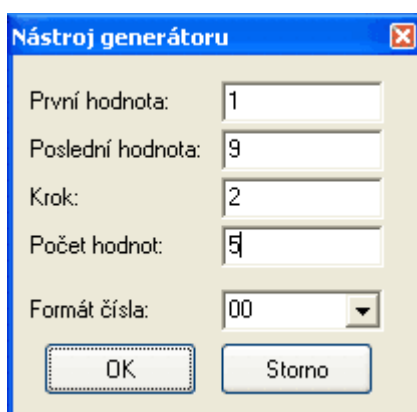 Nástroj generátoru
První hodnota: 1
Poslední hodnota: 9
Krok: 2
Počet hodnot: 5
Formát čísla: 00
OK Storno